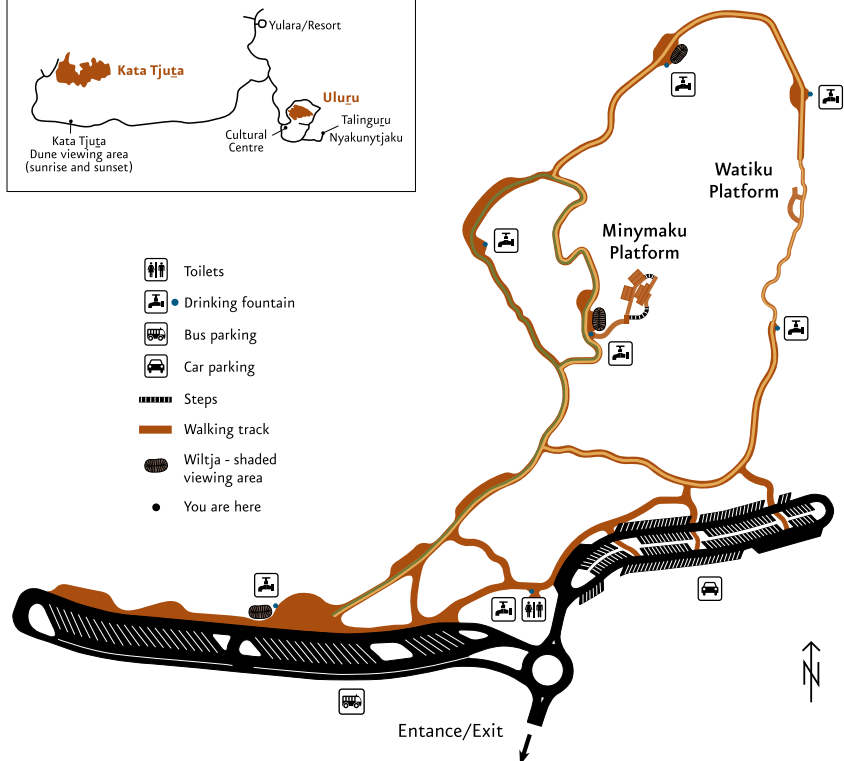 Yulara/Resort
Kata Tjuṯa
Uluṟu
Talinguṟu
Nyakunytjaku
Cultural
Centre
Kata Tjuṯa
Dune viewing area
(sunrise and sunset)
Watiku
Platform
Minymaku
Platform
Toilets
Drinking fountain
Bus parking
Car parking
Steps
Walking track
Wiltja - shaded
viewing area
You are here
N
Entance/Exit